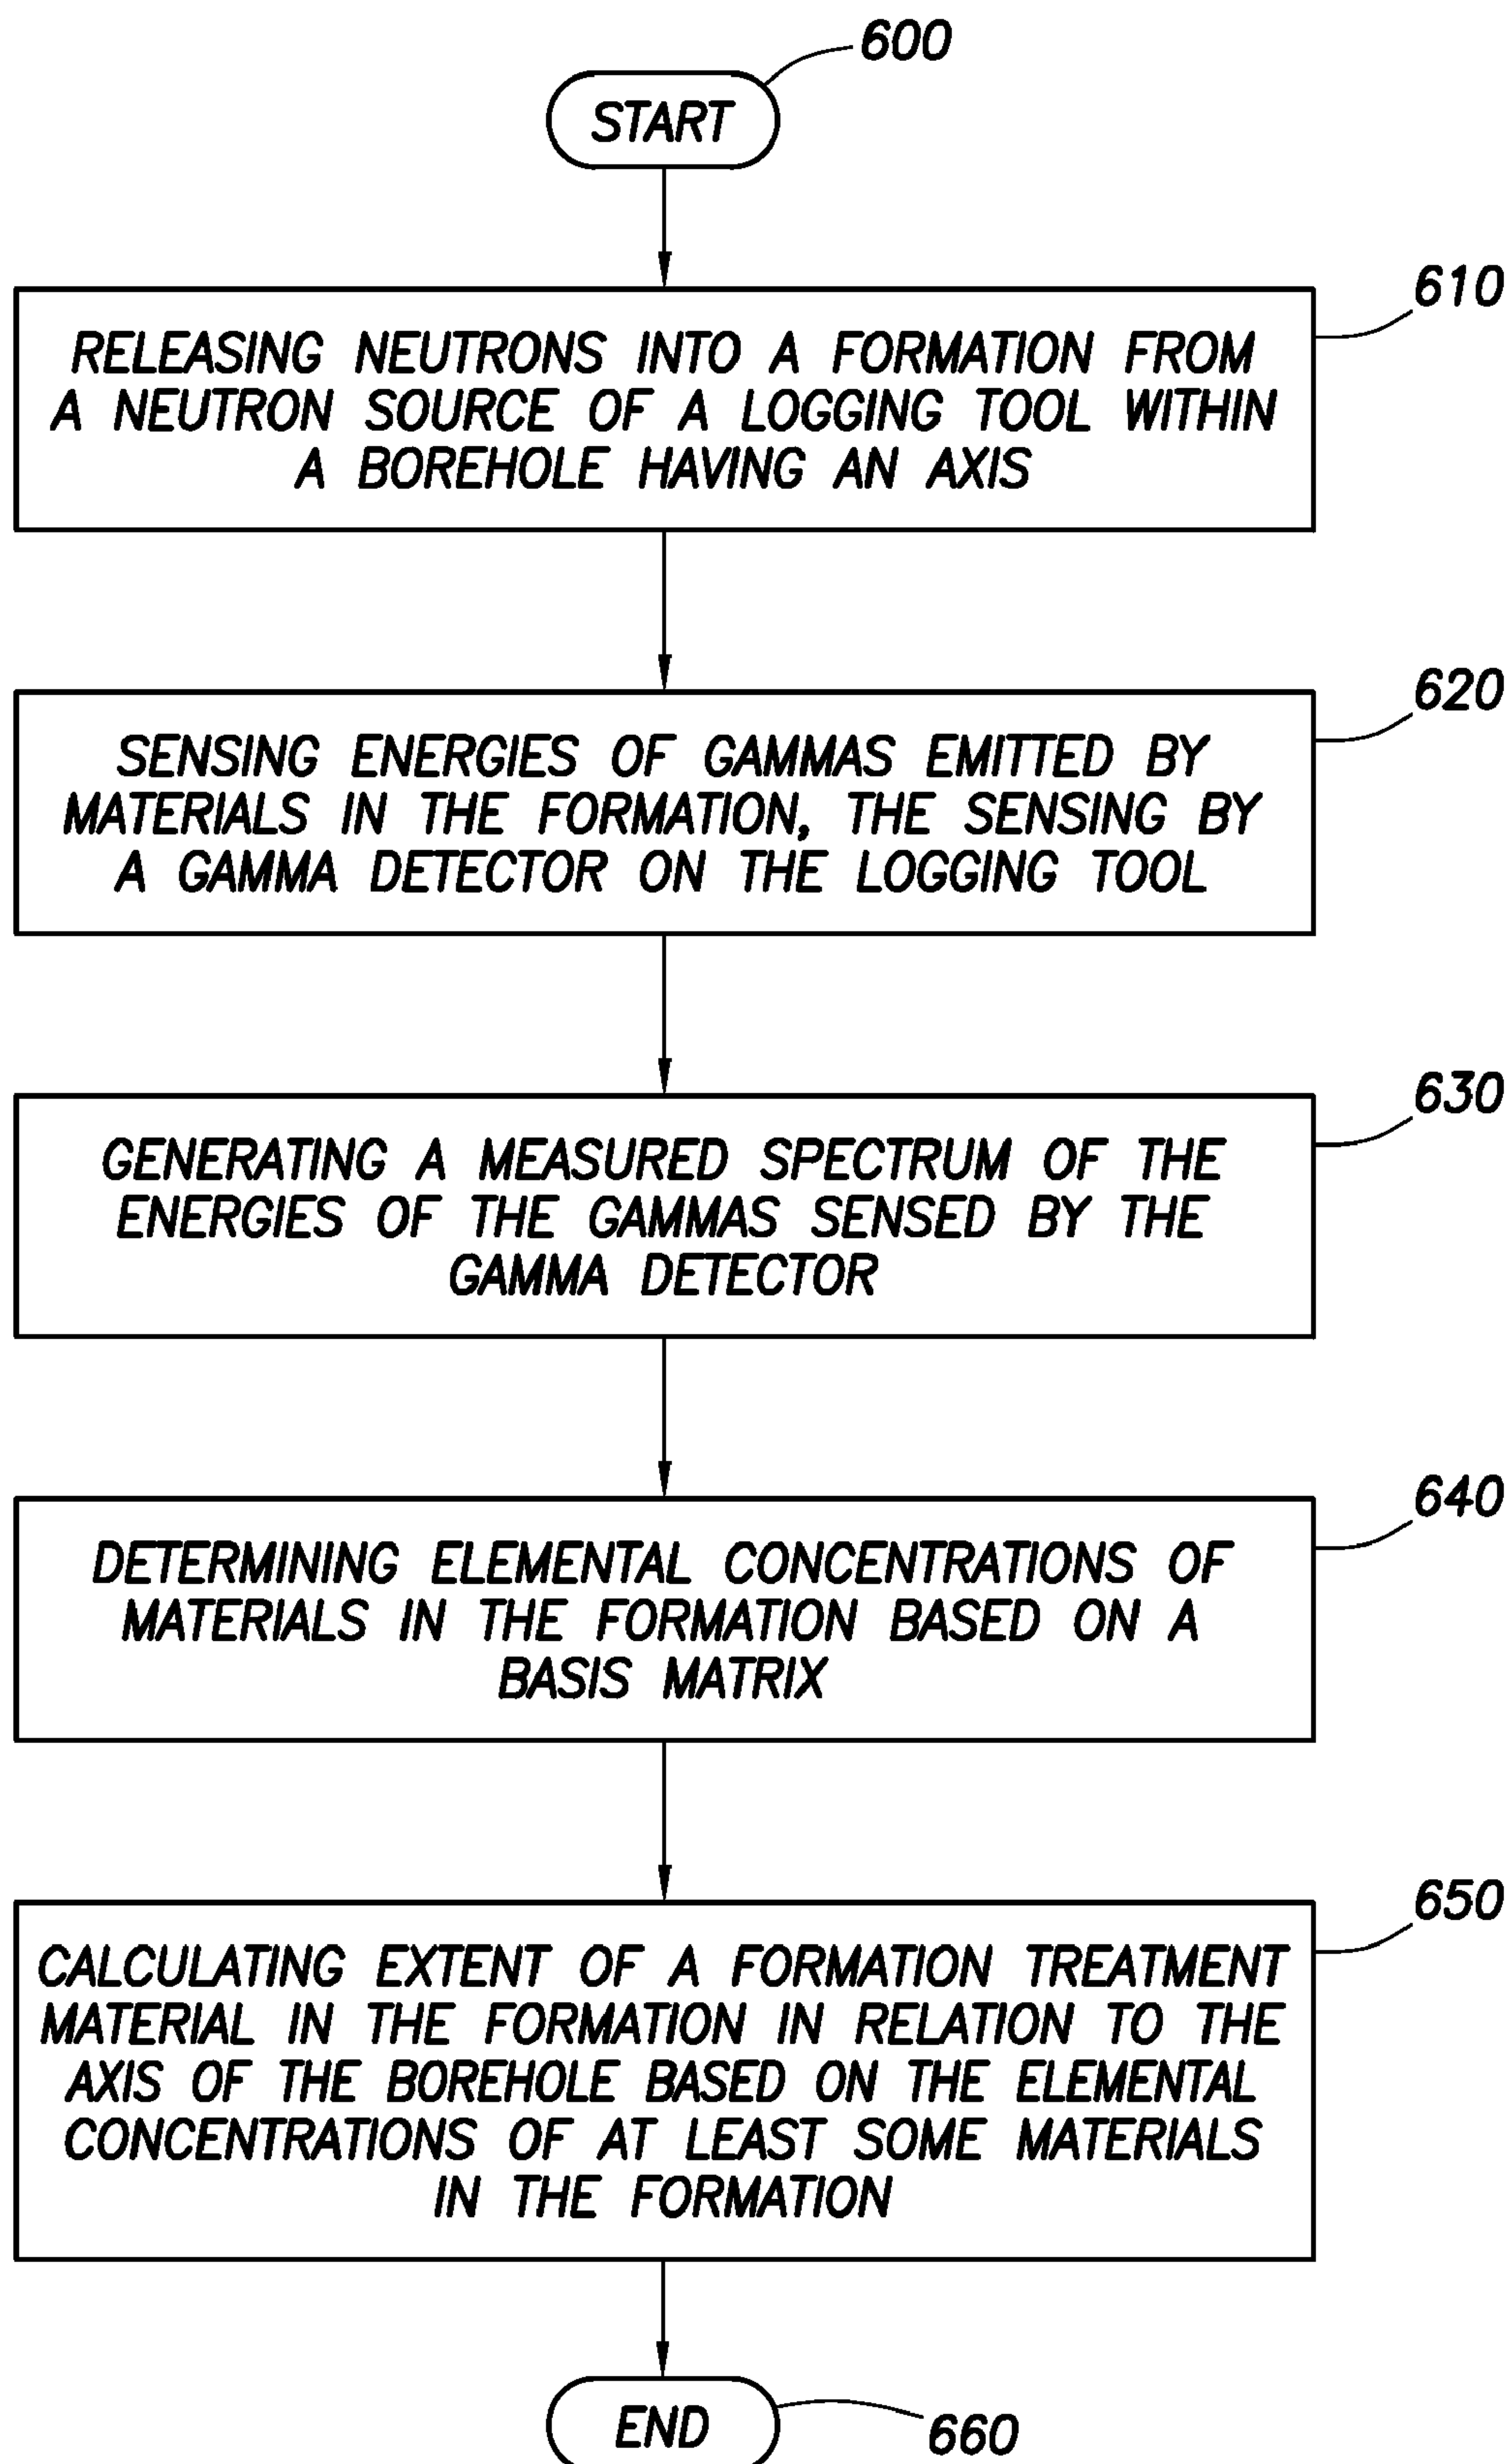 600
START
610
RELEASING NEUTRONS INTO A FORMATION FROM
A NEUTRON SOURCE OF A LOGGING TOOL WITHIN
A BOREHOLE HAVING AN AXIS
620
SENSING ENERGIES OF GAMMAS EMITTED BY
MATERIALS IN THE FORMATION, THE SENSING BY
A GAMMA DETECTOR ON THE LOGGING TOOL
630
GENERATING A MEASURED SPECTRUM OF THE
ENERGIES OF THE GAMMAS SENSED BY THE
GAMMA DETECTOR
640
DETERMINING ELEMENTAL CONCENTRATIONS OF
MATERIALS IN THE FORMATION BASED ON A
BASIS MATRIX
650
CALCULATING EXTENT OF A FORMATION TREATMENT
MATERIAL IN THE FORMATION IN RELATION TO THE
AXIS OF THE BOREHOLE BASED ON THE ELEMENTAL
CONCENTRATIONS OF AT LEAST SOME MATERIALS
IN THE FORMATION
END
660